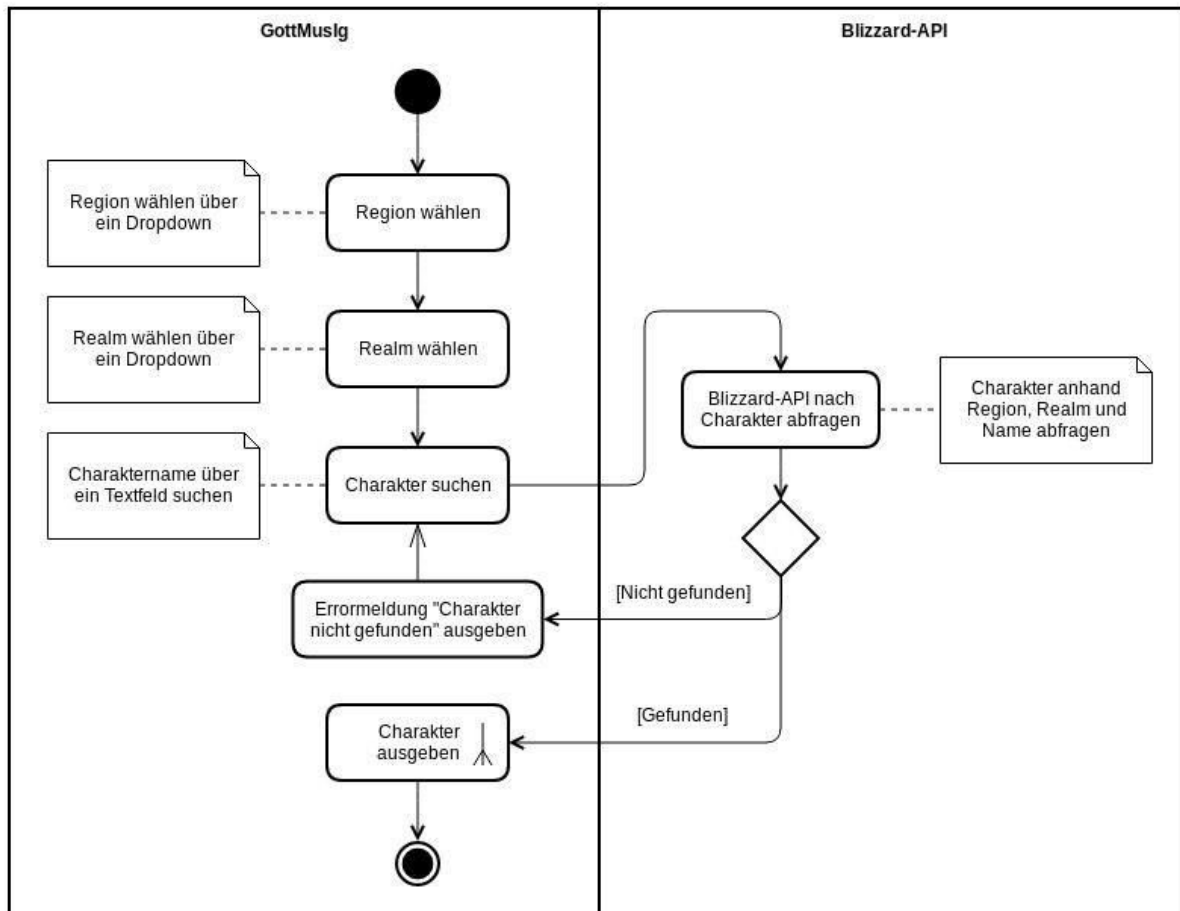 GottMusIg
Blizzard-API
Region wählen über
ein Dropdown
Region wählen
Realm wählen über
ein Dropdown
Realm wählen
Blizzard-API nach
Charakter abfragen
Charakter anhand
Region, Realm und
Name abfragen
Charaktername über
ein Textfeld suchen
Charakter suchen
[Nicht gefunden]
Errormeldung "Charakter
nicht gefunden" ausgeben
[Gefunden]
Charakter
ausgeben